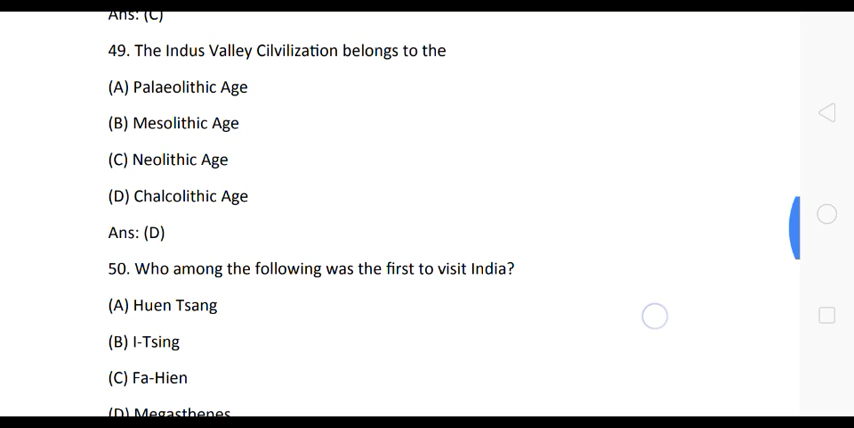 Ans: (C)
49. The Indus Valley Cilvilization belongs to the
(A) Palaeolithic Age
(B) Mesolithic Age
(C) Neolithic Age
(D) Chalcolithic Age
Ans: (D)
50. Who among the following was the first to visit India?
(A) Huen Tsang
(B) I-Tsing
(C) Fa-Hien
(D) Megasthenes